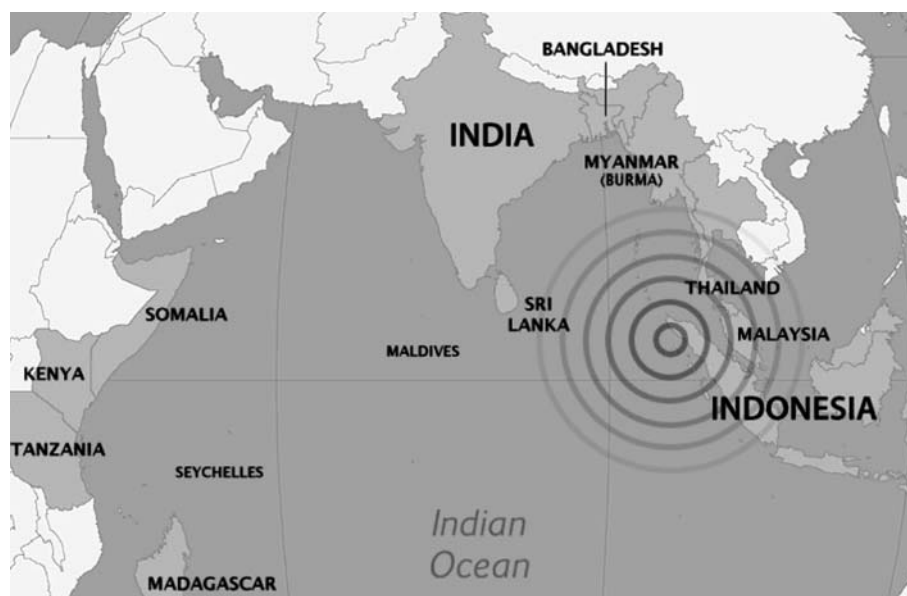 BANGLADESH
INDIA
MYANMAR
(BURMA)
THAILAND
SRI
LANKA
SOMALIA
MALAYSIA
MALDIVES
KENYA
INDONESIA
TANZANIA
SEYCHELLES
Indian
Ocean
MADAGASCAR